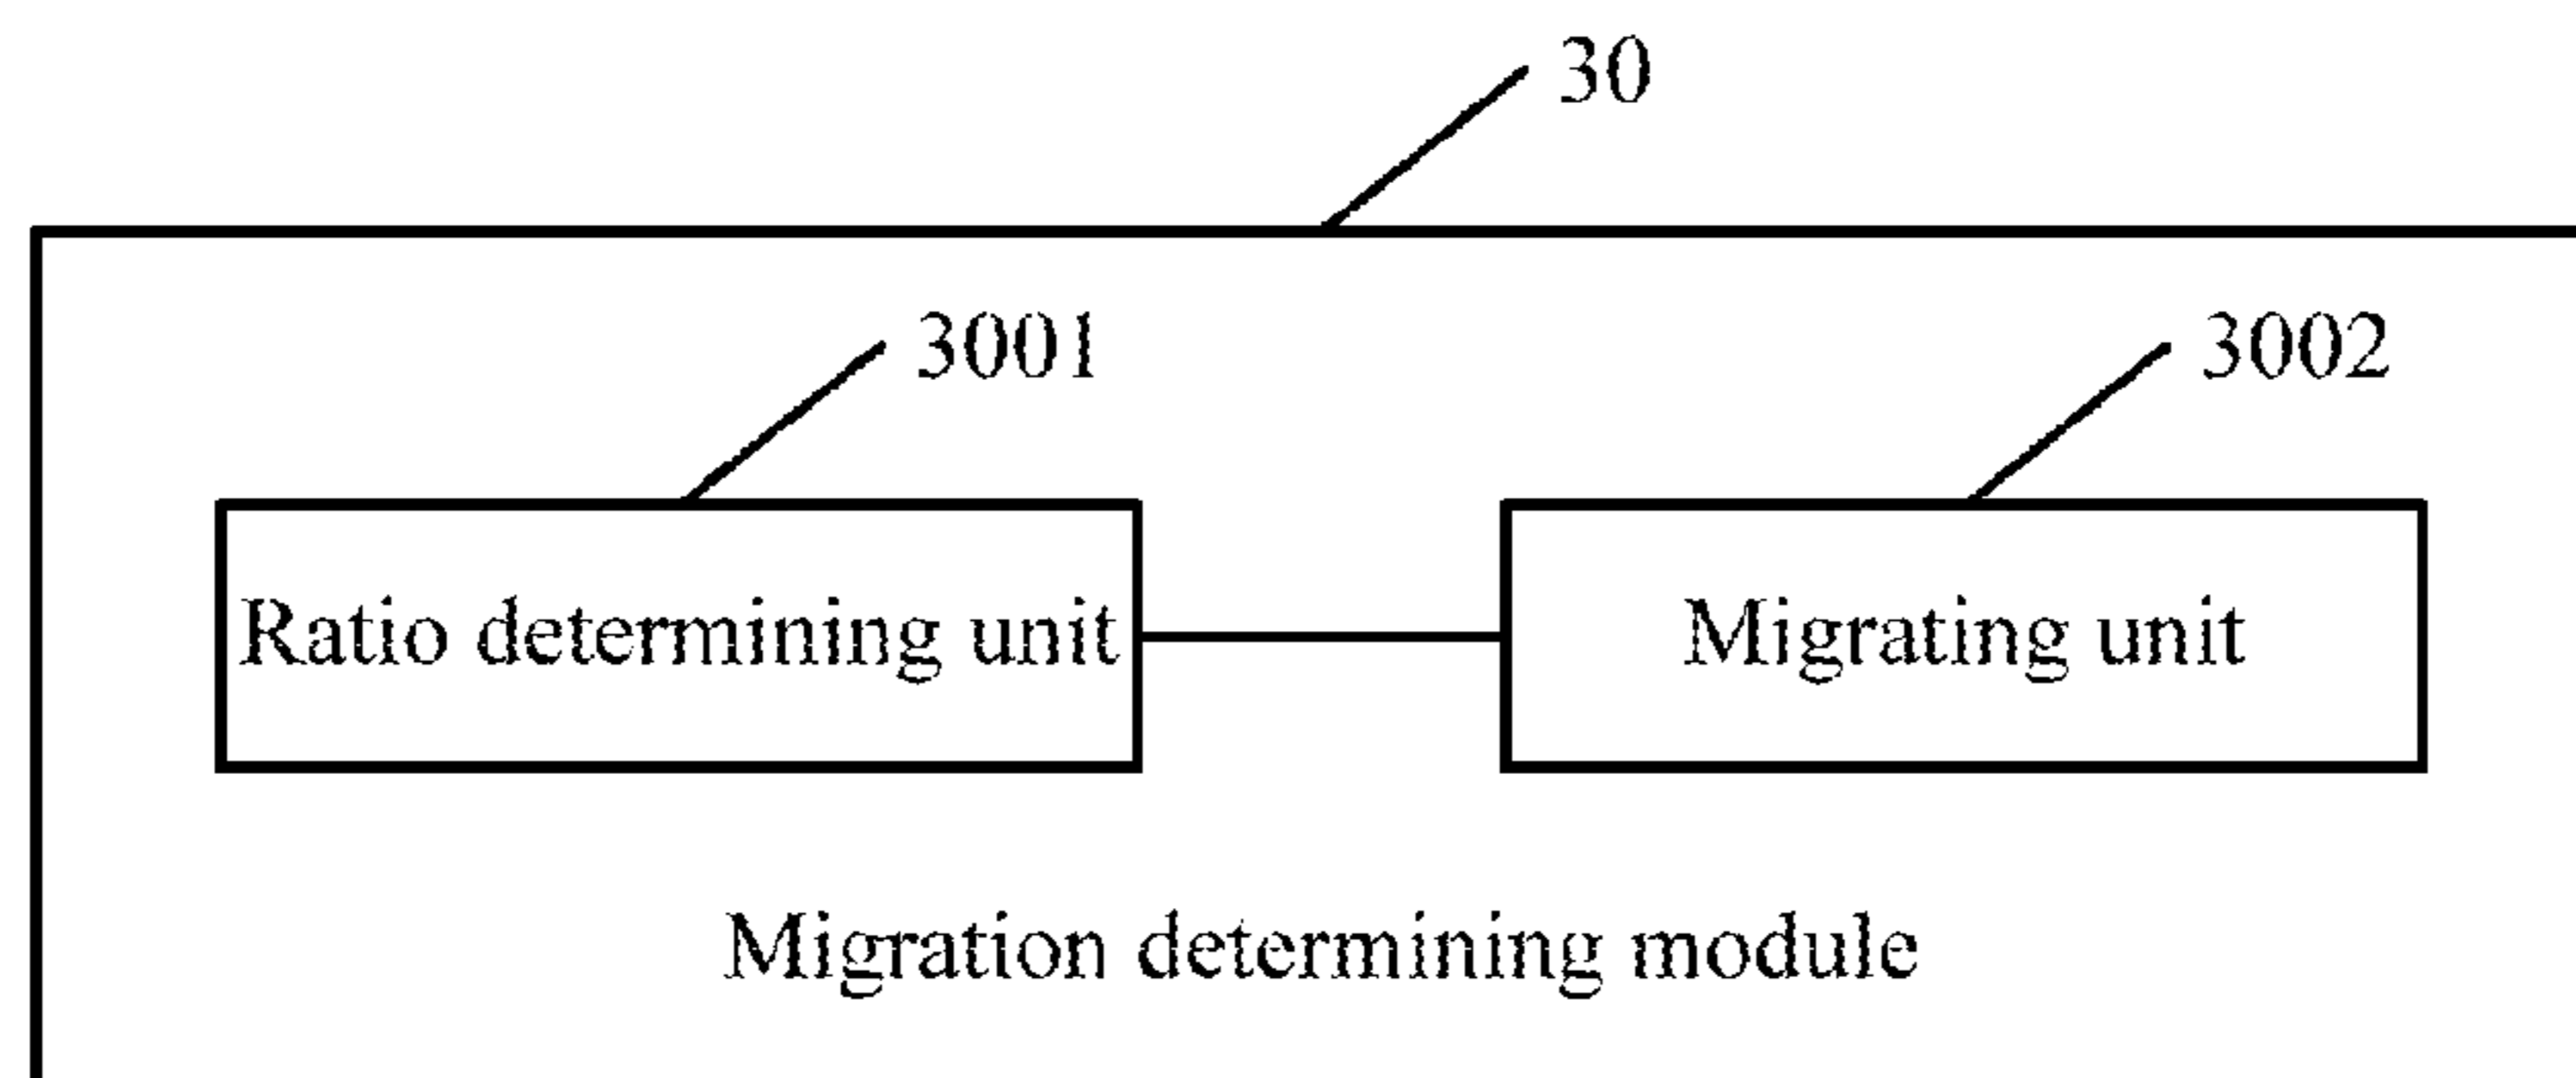 30
3001
3002
Ratio determining unit
Migrating unit
Migration determining module